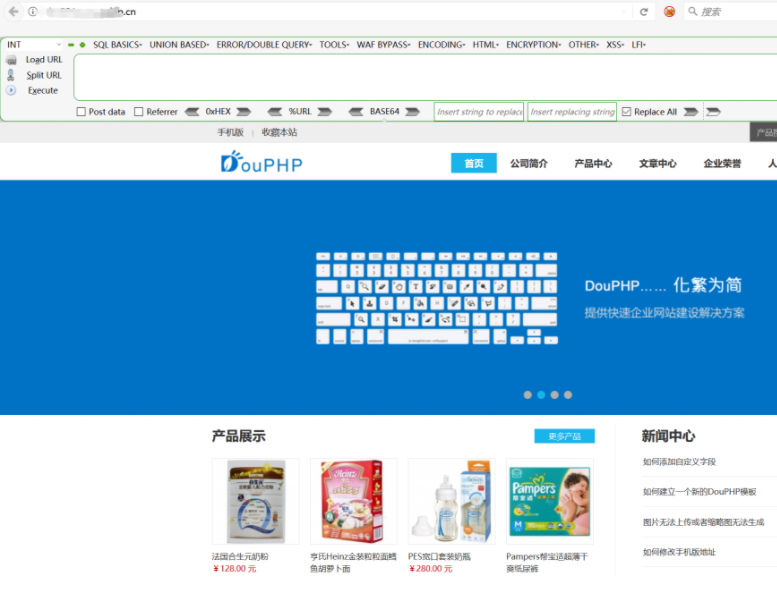 .cn
搜索
INT SQL BASICS UNION BASED ERROR/DOUBLE QUERY TOOLS WAF BYPASS ENCODING HTML ENCRYPTION OTHER XSS LFI
Load URL
Split URL
Execute
Post data Referrer 0xHEX %URL BASE64 Insert string to replace Insert replacing string Replace All
手机版 | 收藏本站
产品
DouPHP
首页 公司简介 产品中心 文章中心 企业荣誉 人
DouPHP…… 化繁为简
提供快速企业网站建设解决方案
产品展示
更多产品
新闻中心
如何添加自定义字段
如何建立一个新的DouPHP模板
图片无法上传或者缩略图无法生成
如何修改手机版地址
Heinz
Pampers
法国合生元奶粉
¥128.00 元
亨氏Heinz金装粒粒面鳕鱼胡萝卜面
PES宽口套装奶瓶
¥280.00 元
Pampers帮宝适超薄干爽纸尿裤